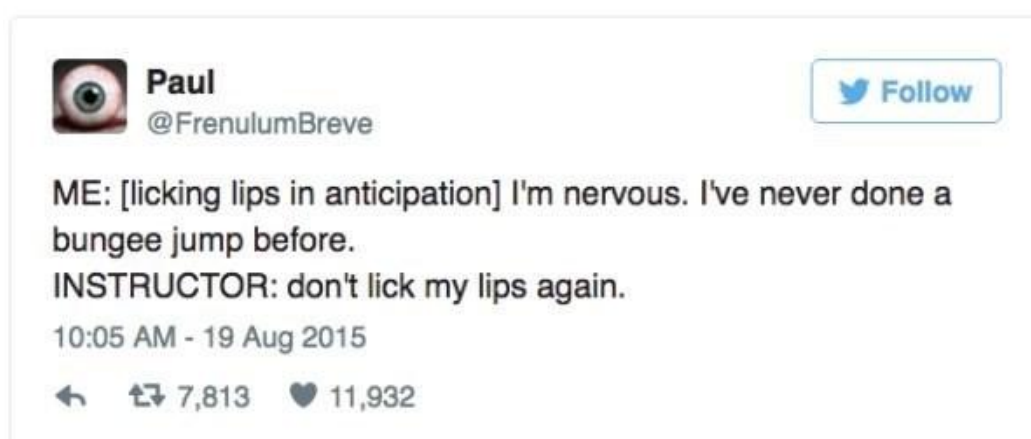 Paul
@FrenulumBreve
Follow
ME: [licking lips in anticipation] I'm nervous. I've never done a
bungee jump before.
INSTRUCTOR: don't lick my lips again.
10:05 AM - 19 Aug 2015
7,813 11,932